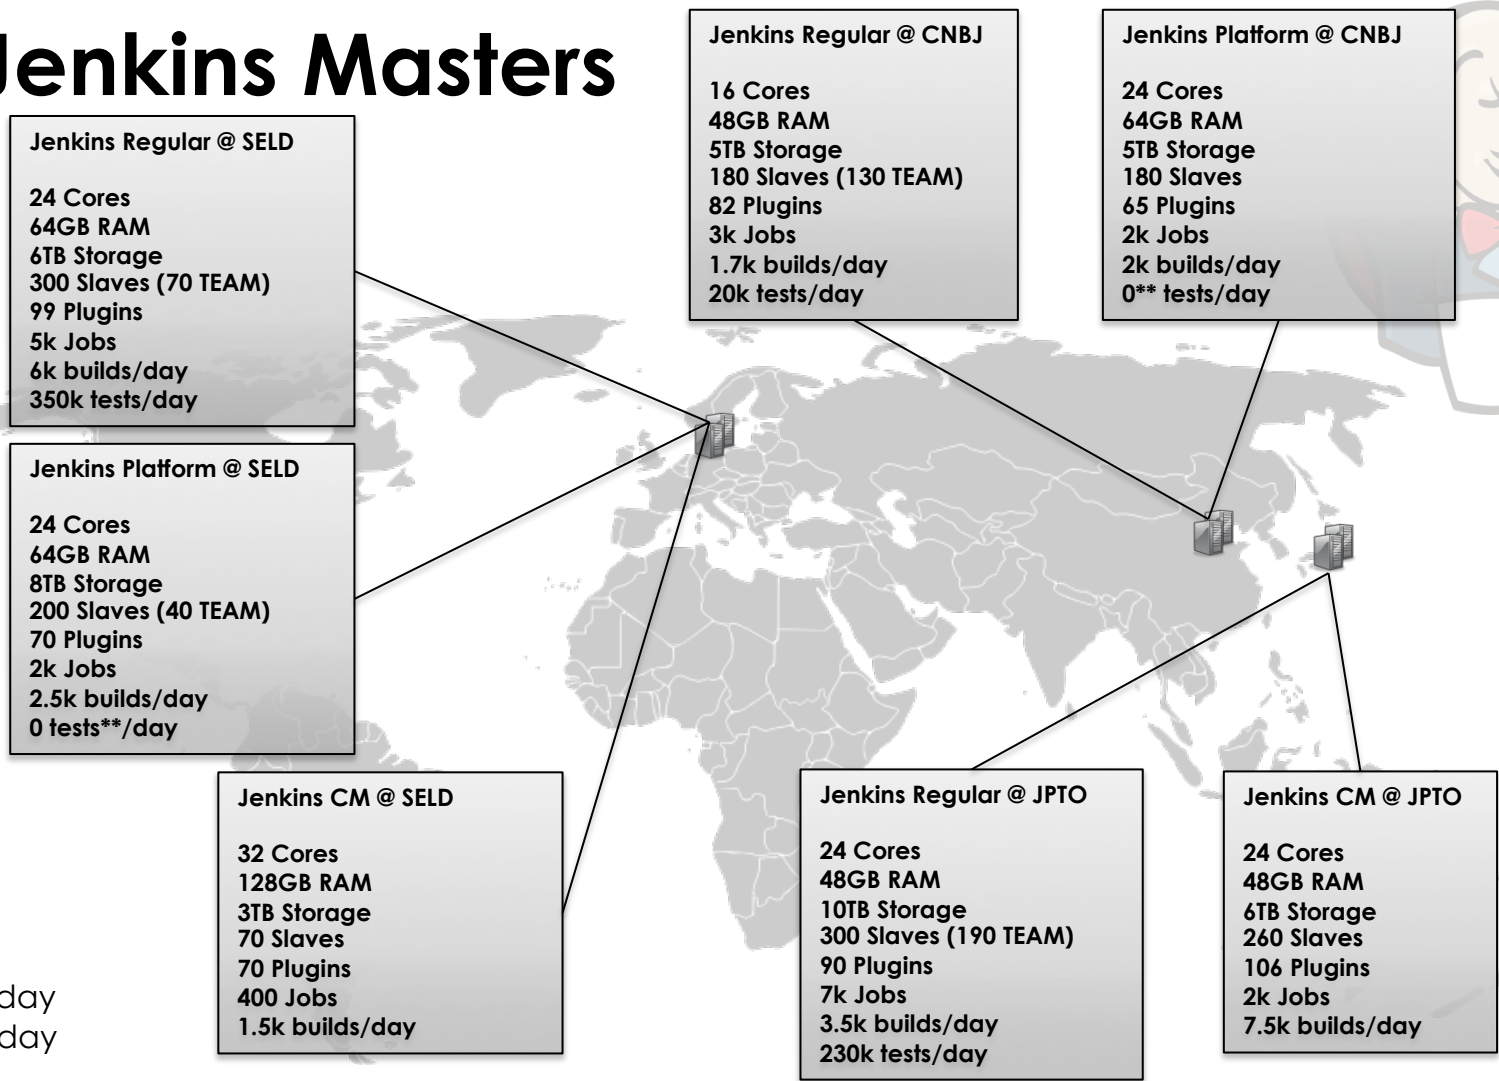 Jenkins Masters
Jenkins Regular @ SELD
24 Cores
64GB RAM
6TB Storage
300 Slaves (70 TEAM)
99 Plugins
5k Jobs
6k builds/day
350k tests/day
Jenkins Platform @ SELD
24 Cores
64GB RAM
8TB Storage
200 Slaves (40 TEAM)
70 Plugins
2k Jobs
2.5k builds/day
0 tests**/day
Jenkins CM @ SELD
32 Cores
128GB RAM
3TB Storage
70 Slaves
70 Plugins
400 Jobs
1.5k builds/day
Jenkins Regular @ CNBJ
16 Cores
48GB RAM
5TB Storage
180 Slaves (130 TEAM)
82 Plugins
3k Jobs
1.7k builds/day
20k tests/day
Jenkins Platform @ CNBJ
24 Cores
64GB RAM
5TB Storage
180 Slaves
65 Plugins
2k Jobs
2k builds/day
0** tests/day
Jenkins Regular @ JPTO
24 Cores
48GB RAM
10TB Storage
300 Slaves (190 TEAM)
90 Plugins
7k Jobs
3.5k builds/day
230k tests/day
Jenkins CM @ JPTO
24 Cores
48GB RAM
6TB Storage
260 Slaves
106 Plugins
2k Jobs
7.5k builds/day
day
day